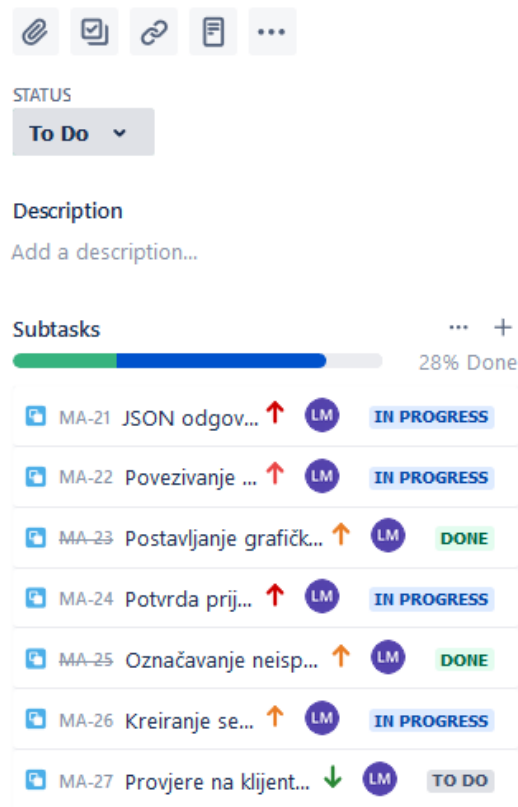 STATUS
To Do
Description
Add a description...
Subtasks
28% Done
MA-21 JSON odgov... LM IN PROGRESS
MA-22 Povezivanje ... LM IN PROGRESS
MA-23 Postavljanje grafičk... LM DONE
MA-24 Potvrda prij... LM IN PROGRESS
MA-25 Označavanje neisp... LM DONE
MA-26 Kreiranje se... LM IN PROGRESS
MA-27 Provjere na klijent... LM TO DO